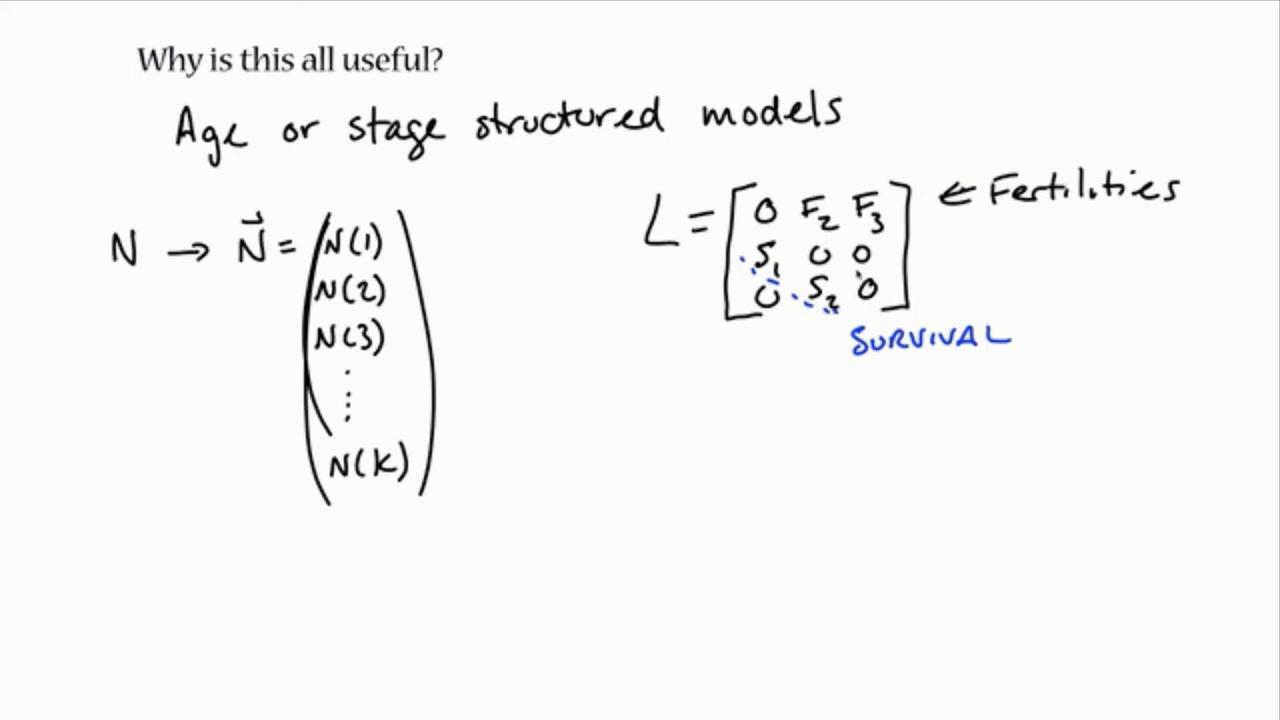 Why is this all useful?
Age or stage structured models
N → N⃗ = (N(1)
N(2)
N(3)
⋮
N(k))
L = [0 F₂ F₃] ← Fertilities
S₁ 0 0
0 S₂ 0
SURVIVAL